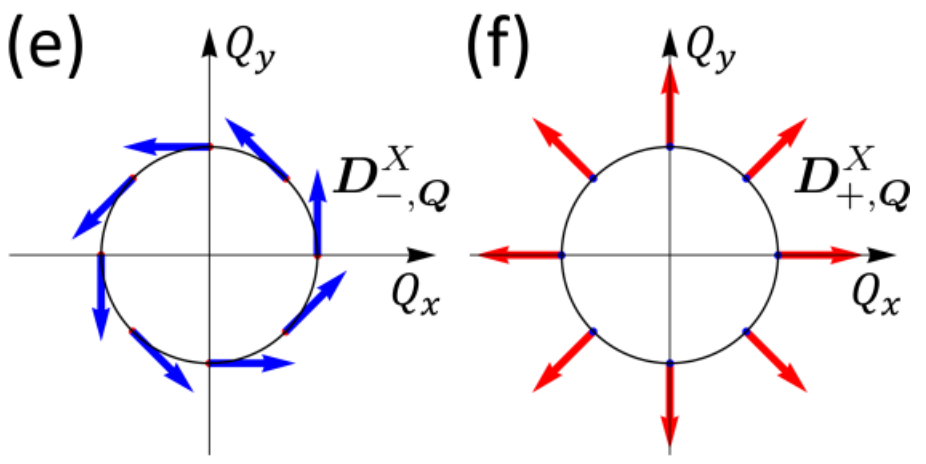 (e)
Q_y
D^X_{-,Q}
Q_x
(f)
Q_y
D^X_{+,Q}
Q_x